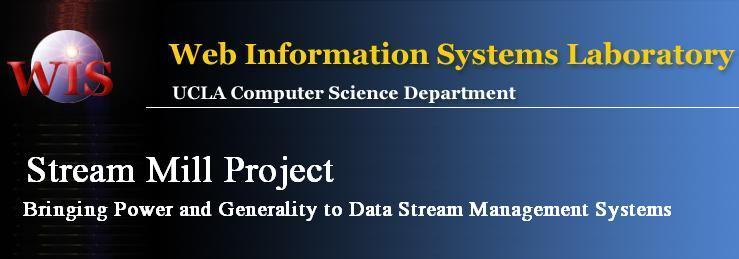 WIS
Web Information Systems Laboratory
UCLA Computer Science Department
Stream Mill Project
Bringing Power and Generality to Data Stream Management Systems